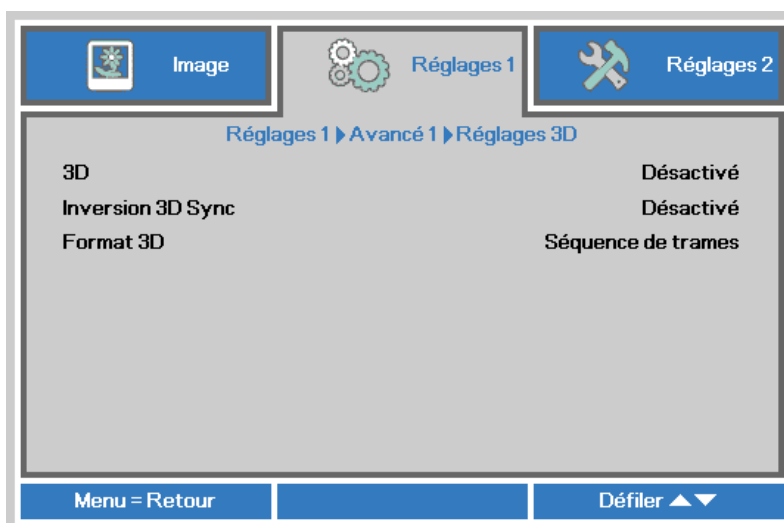 Image
Réglages 1
Réglages 2
Réglages 1 ▶ Avancé 1 ▶ Réglages 3D
3D Désactivé
Inversion 3D Sync Désactivé
Format 3D Séquence de trames
Menu = Retour
Défiler ▲▼